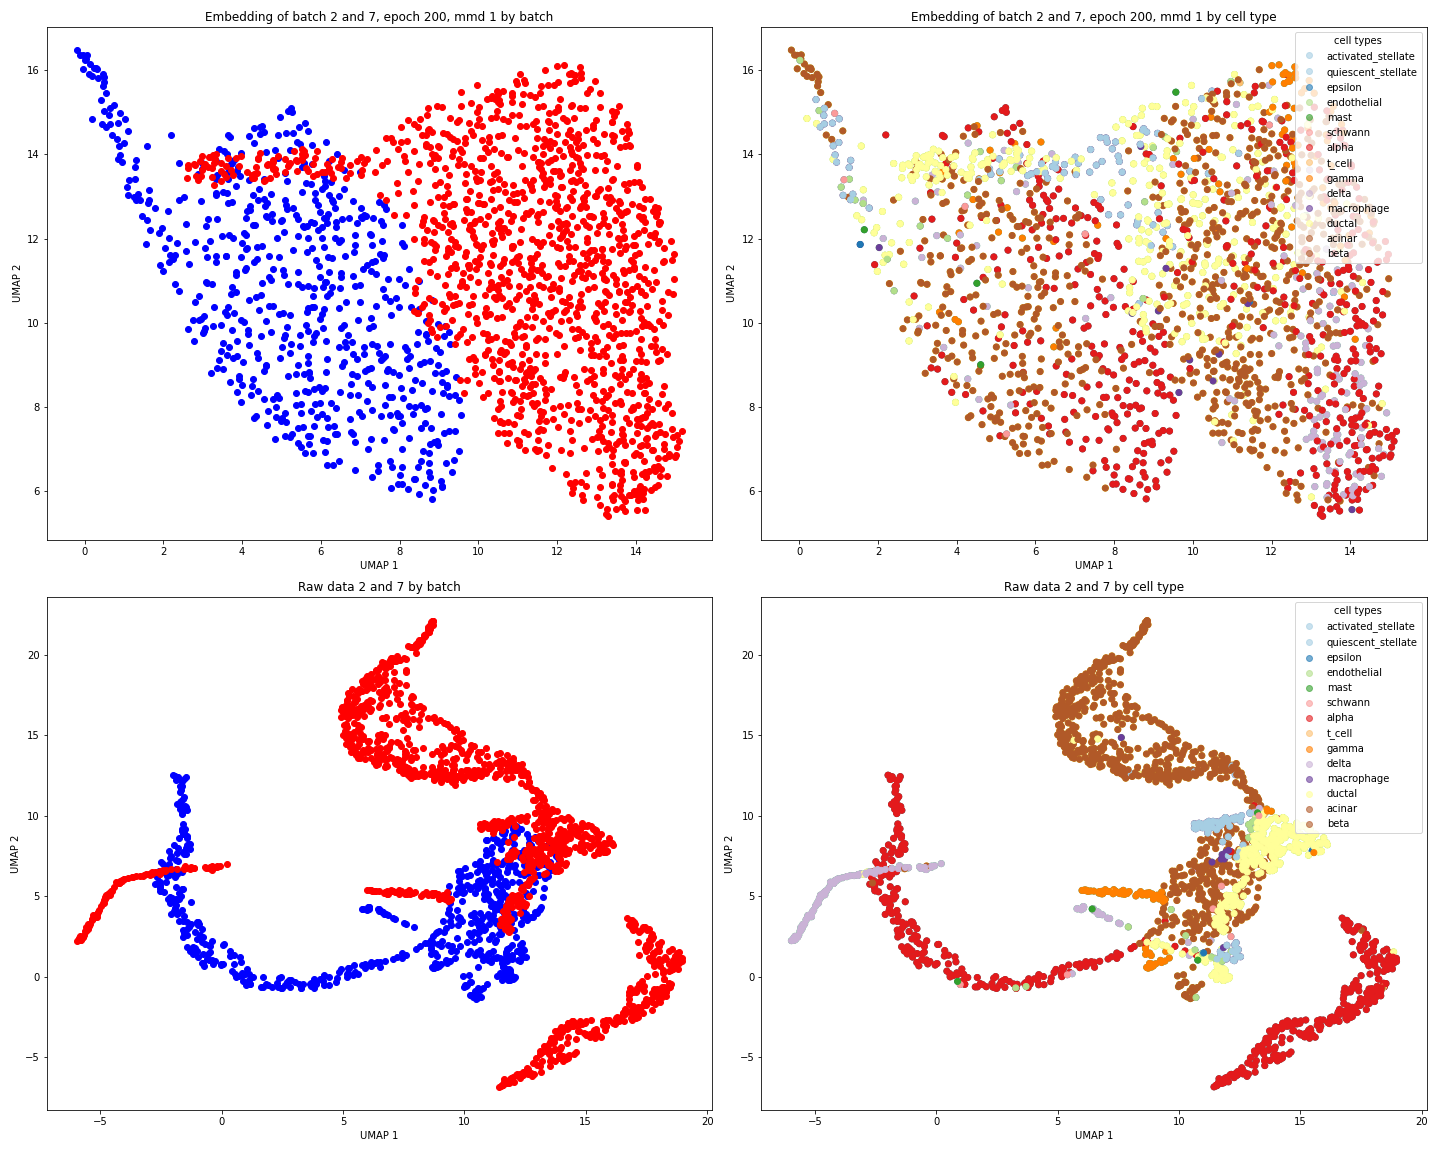 Embedding of batch 2 and 7, epoch 200, mmd 1 by batch
16
14
12
10
8
6
UMAP 2
0
2
4
6
8
10
12
14
UMAP 1
Embedding of batch 2 and 7, epoch 200, mmd 1 by cell type
16
14
12
10
8
6
UMAP 2
0
2
4
6
8
10
12
14
UMAP 1
cell types
activated_stellate
quiescent_stellate
epsilon
endothelial
mast
schwann
alpha
t_cell
gamma
delta
macrophage
ductal
acinar
beta
Raw data 2 and 7 by batch
20
15
10
5
0
−5
UMAP 2
−5
0
5
10
15
20
UMAP 1
Raw data 2 and 7 by cell type
20
15
10
5
0
−5
UMAP 2
−5
0
5
10
15
20
UMAP 1
cell types
activated_stellate
quiescent_stellate
epsilon
endothelial
mast
schwann
alpha
t_cell
gamma
delta
macrophage
ductal
acinar
beta